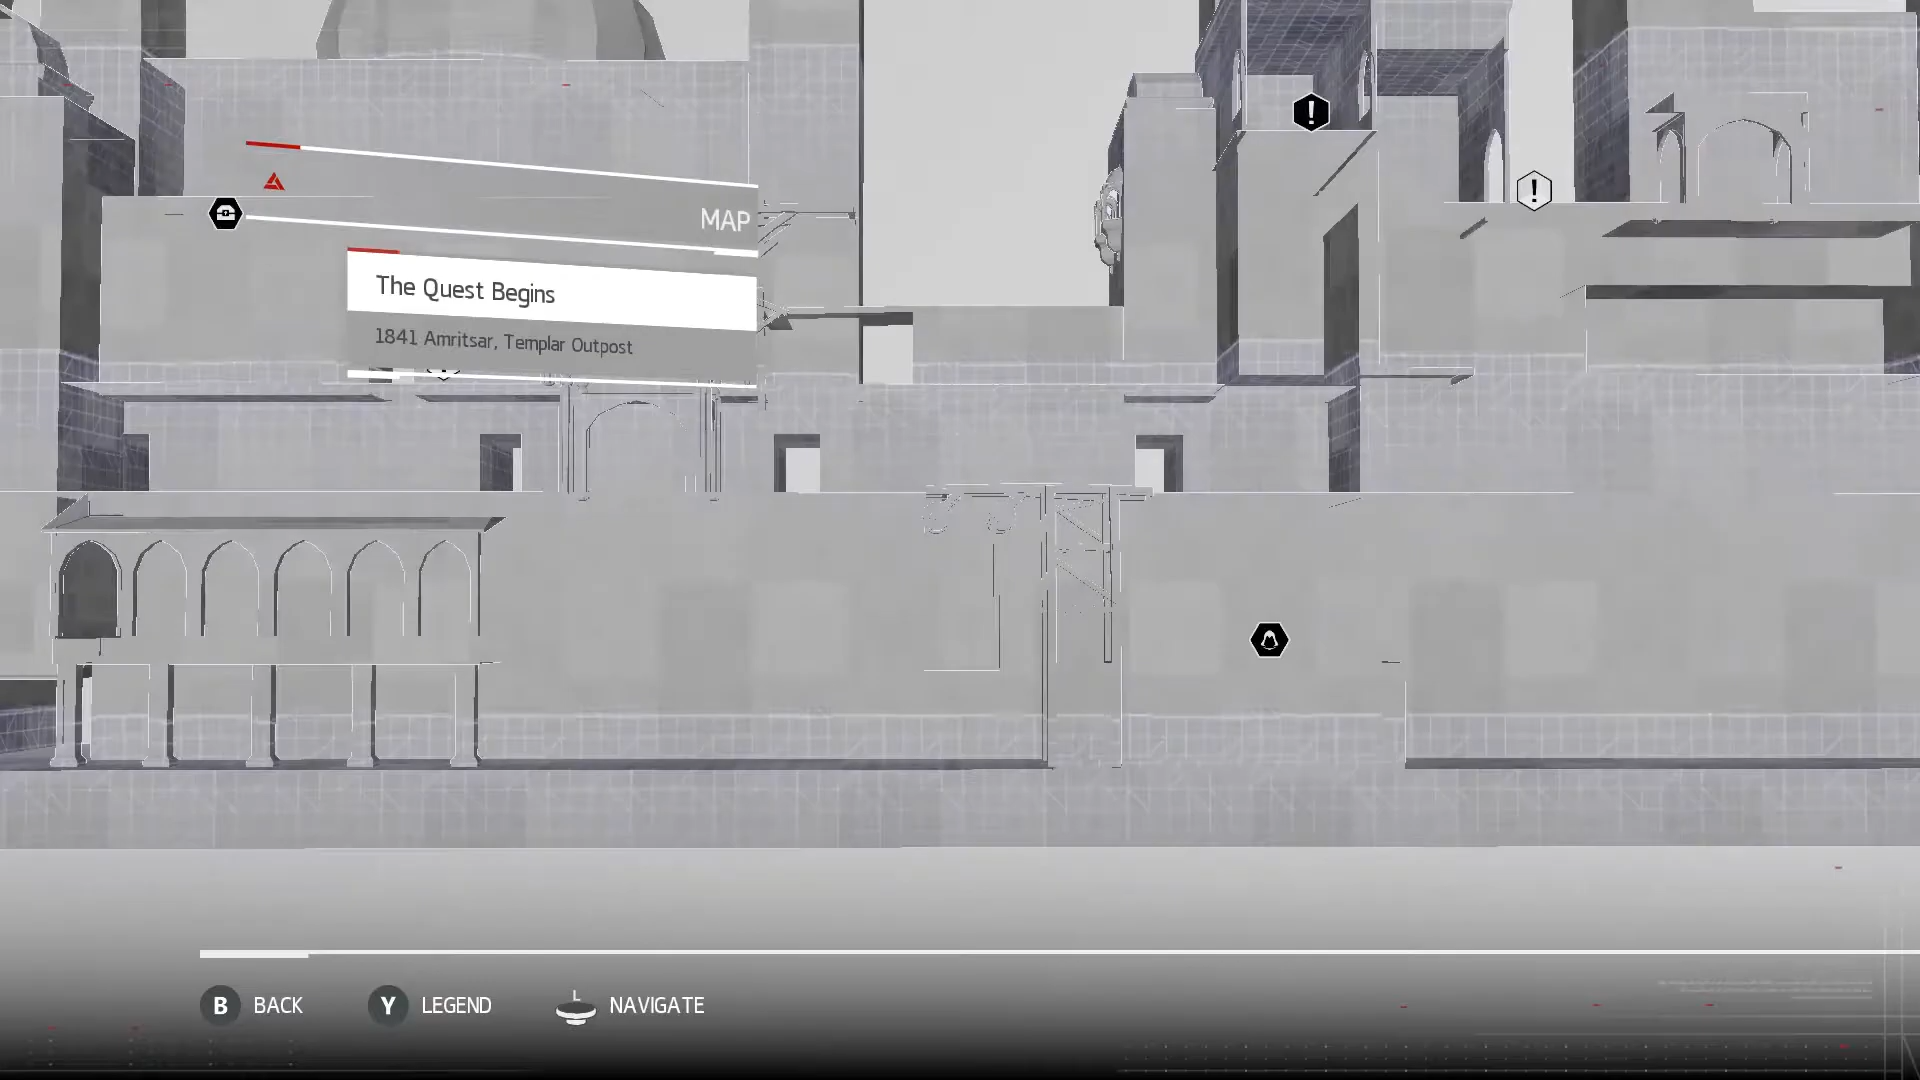 !
!
MAP
The Quest Begins
1841 Amritsar, Templar Outpost
B BACK
Y LEGEND
L NAVIGATE